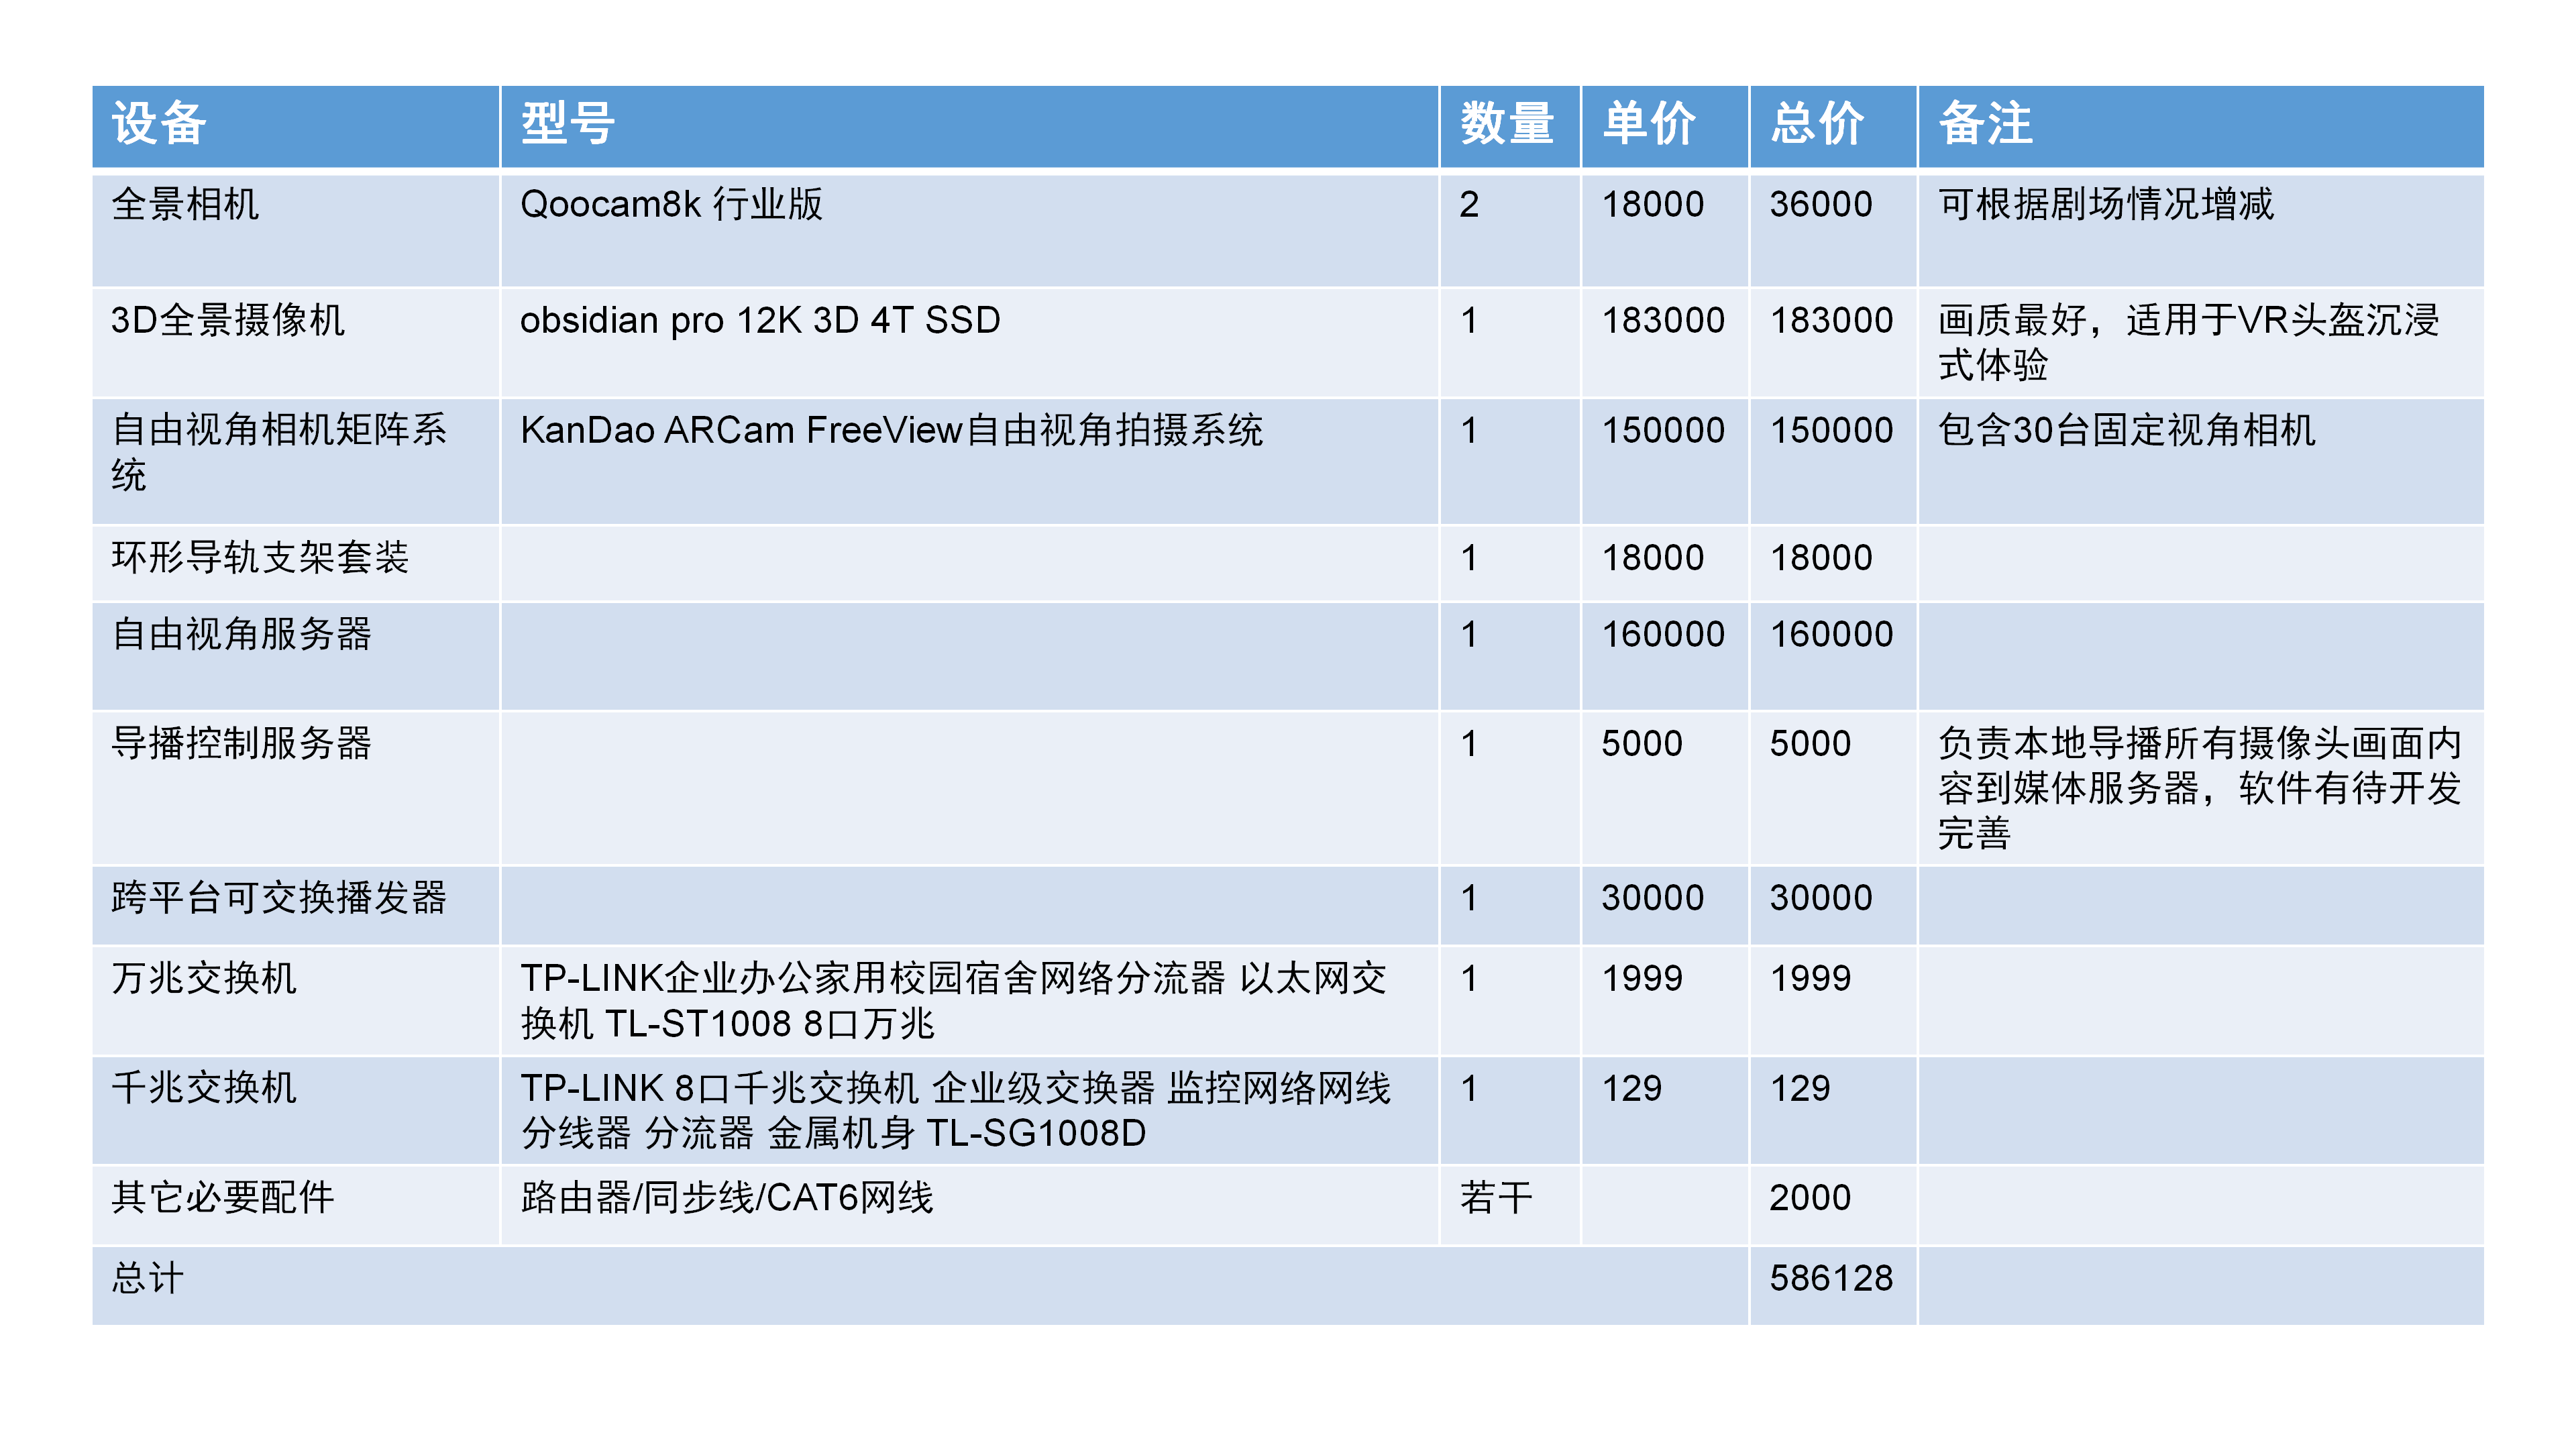 设备 型号 数量 单价 总价 备注
全景相机 Qoocam8k 行业版 2 18000 36000 可根据剧场情况增减
3D全景摄像机 obsidian pro 12K 3D 4T SSD 1 183000 183000 画质最好，适用于VR头盔沉浸
式体验
自由视角相机矩阵系 KanDao ARCam FreeView自由视角拍摄系统 1 150000 150000 包含30台固定视角相机
统
环形导轨支架套装 1 18000 18000
自由视角服务器 1 160000 160000
导播控制服务器 1 5000 5000 负责本地导播所有摄像头画面内
容到媒体服务器，软件有待开发
完善
跨平台可交换播发器 1 30000 30000
万兆交换机 TP-LINK企业办公家用校园宿舍网络分流器 以太网交 1 1999 1999
换机 TL-ST1008 8口万兆
千兆交换机 TP-LINK 8口千兆交换机 企业级交换器 监控网络网线 1 129 129
分线器 分流器 金属机身 TL-SG1008D
其它必要配件 路由器/同步线/CAT6网线 若干 2000
总计 586128